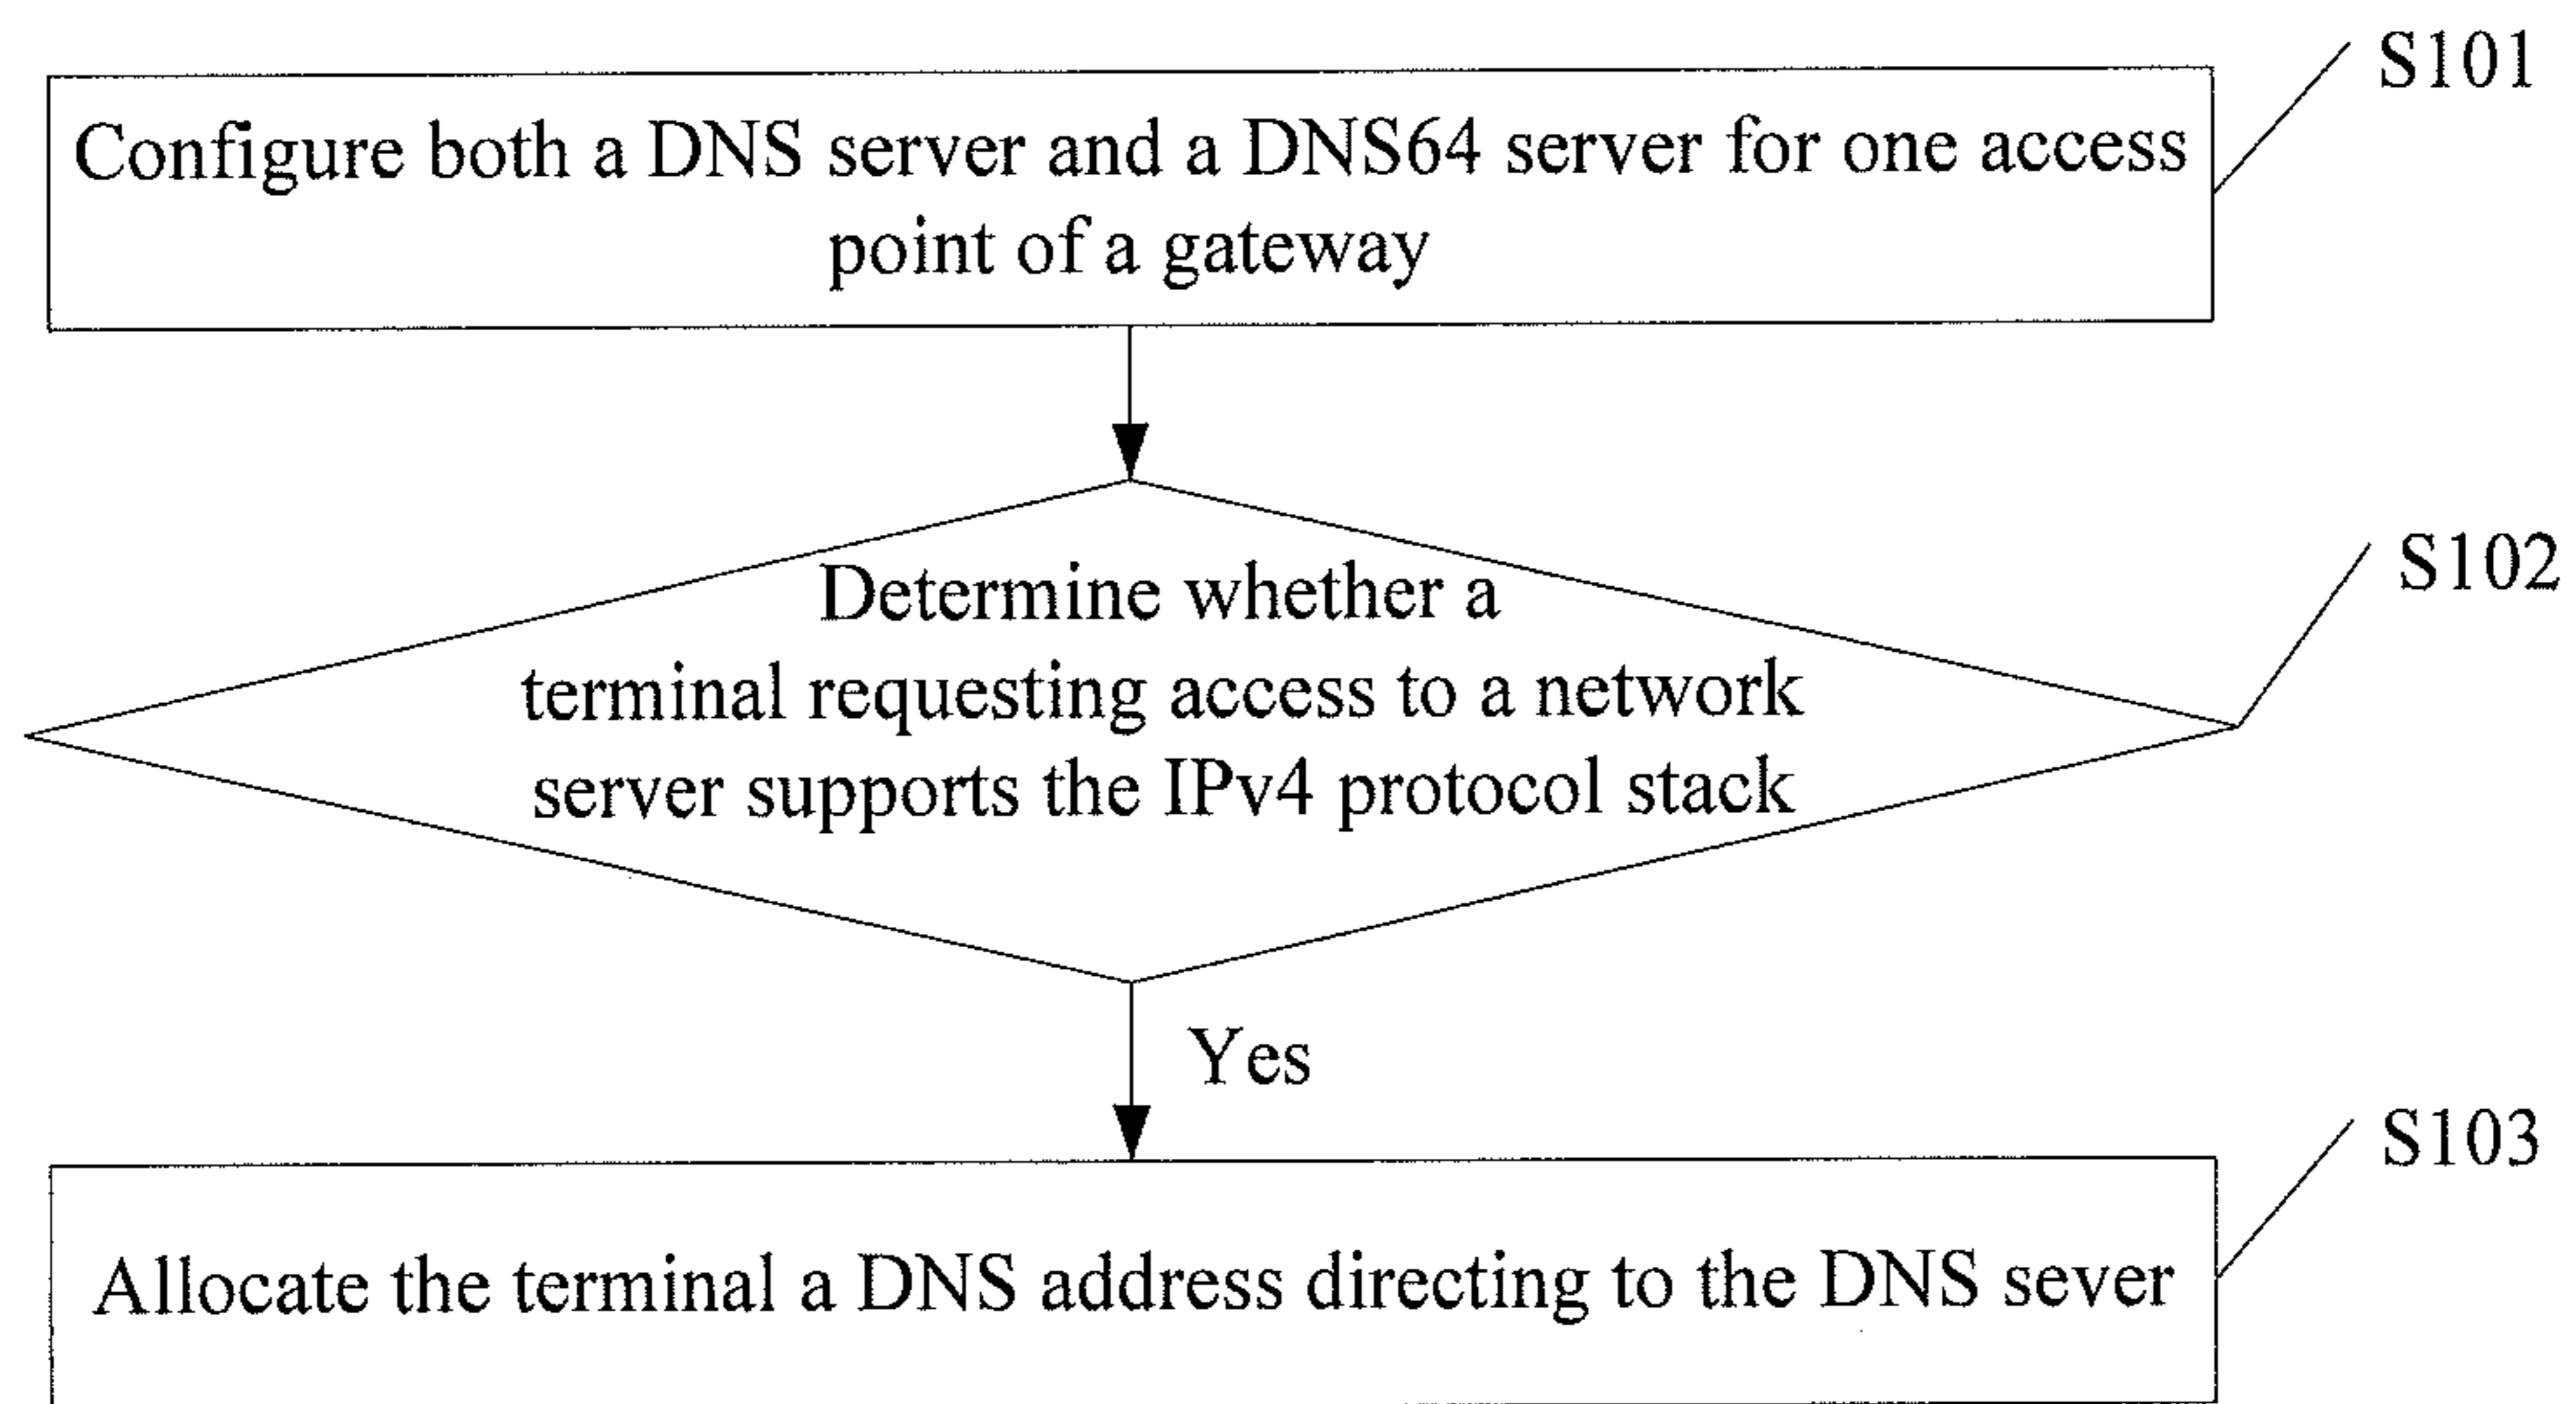 S101
Configure both a DNS server and a DNS64 server for one access
point of a gateway
S102
Determine whether a
terminal requesting access to a network
server supports the IPv4 protocol stack
Yes
S103
Allocate the terminal a DNS address directing to the DNS sever